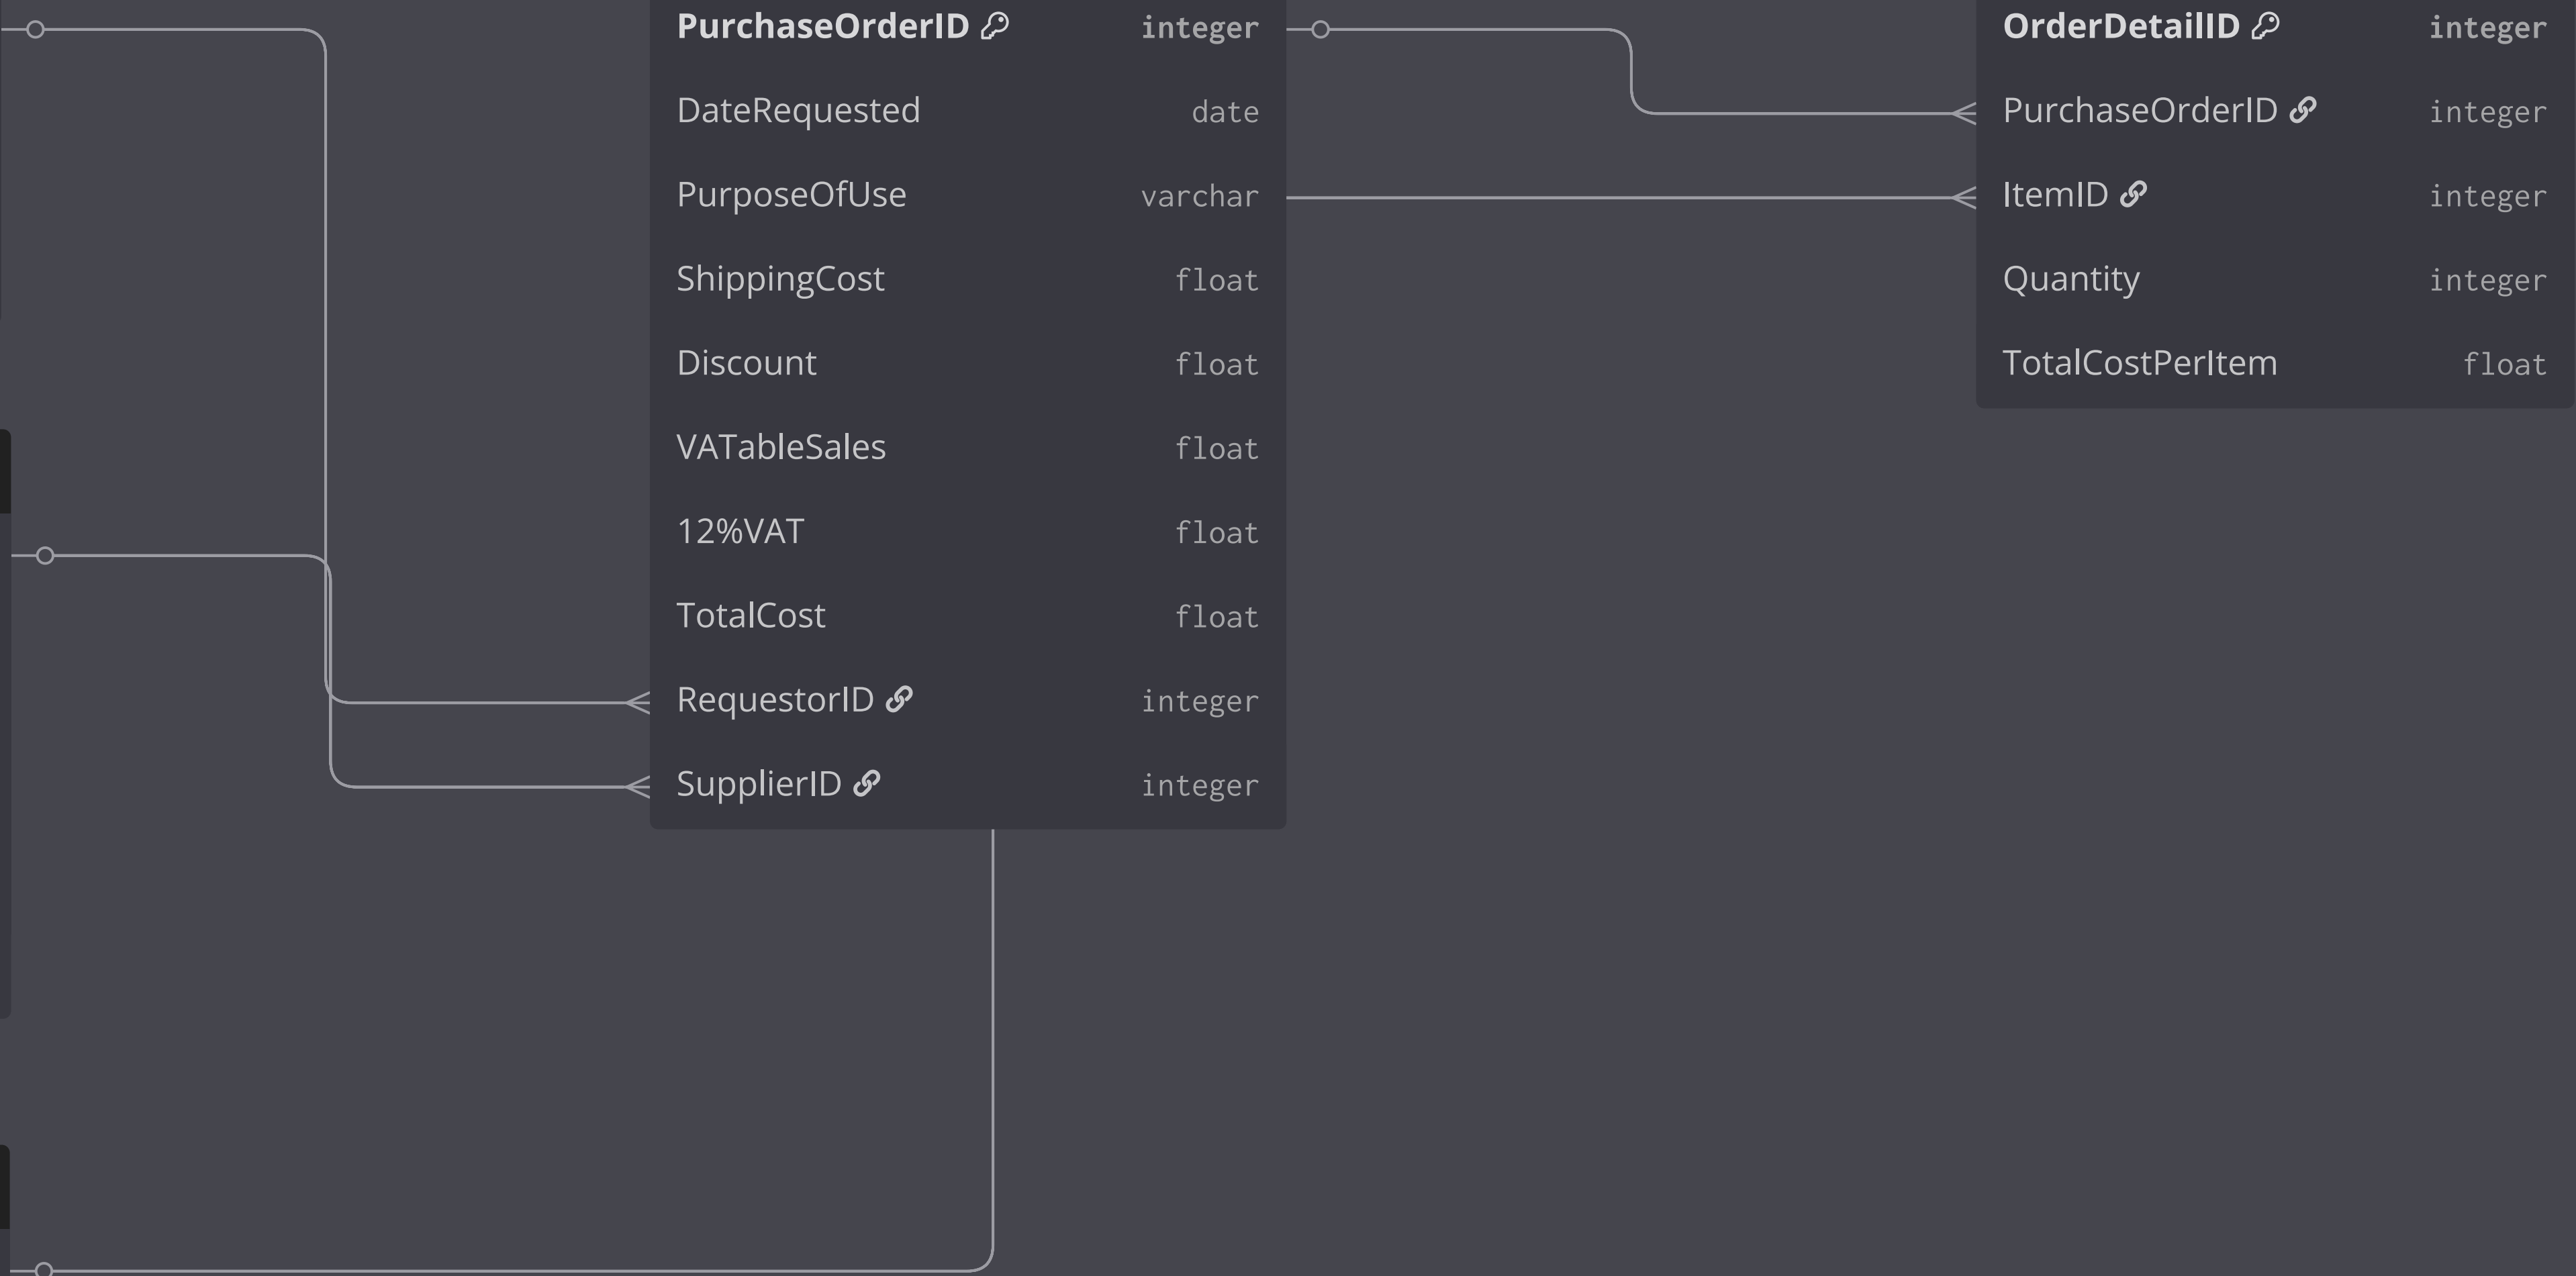 PurchaseOrderID integer
DateRequested date
PurposeOfUse varchar
ShippingCost float
Discount float
VATableSales float
12%VAT float
TotalCost float
RequestorID integer
SupplierID integer
OrderDetailID integer
PurchaseOrderID integer
ItemID integer
Quantity integer
TotalCostPerItem float